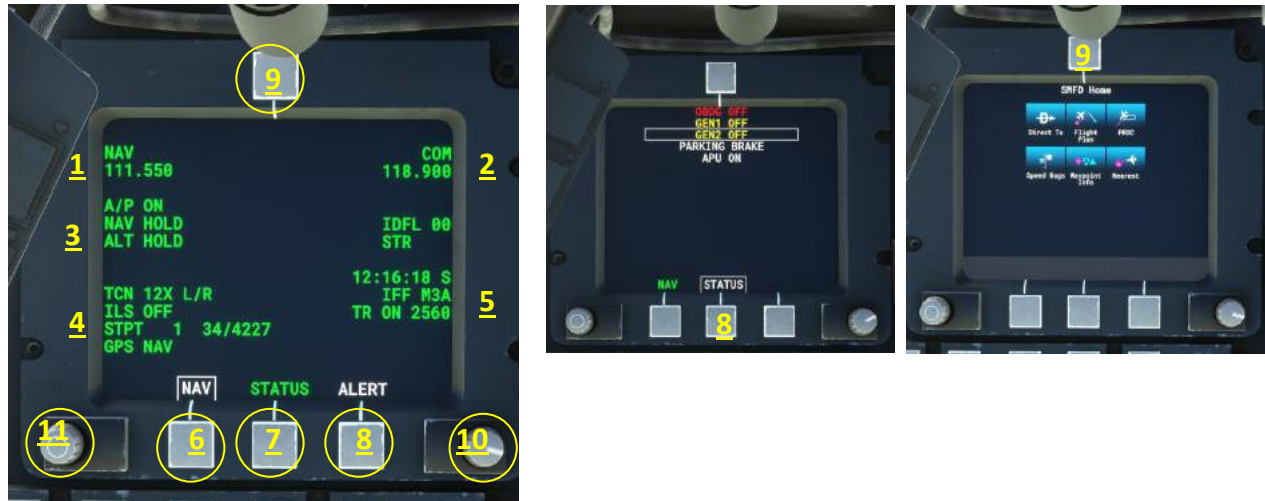 9
NAV
111.550
COM
118.900
1
2
A/P ON
NAV HOLD
ALT HOLD
IDFL 00
STR
3
12:16:18 S
IFF M3A
TR ON 2560
TCN 12X L/R
ILS OFF
STPT 1 34/4227
GPS NAV
4
5
NAV STATUS ALERT
11 6 7 8 10
OBOG OFF
GEN1 OFF
GEN2 OFF
PARKING BRAKE
APU ON
NAV STATUS
8
9
SMFD Home
Direct To Flight Plan PROC
Speed Bugs Waypoint Info Nearest